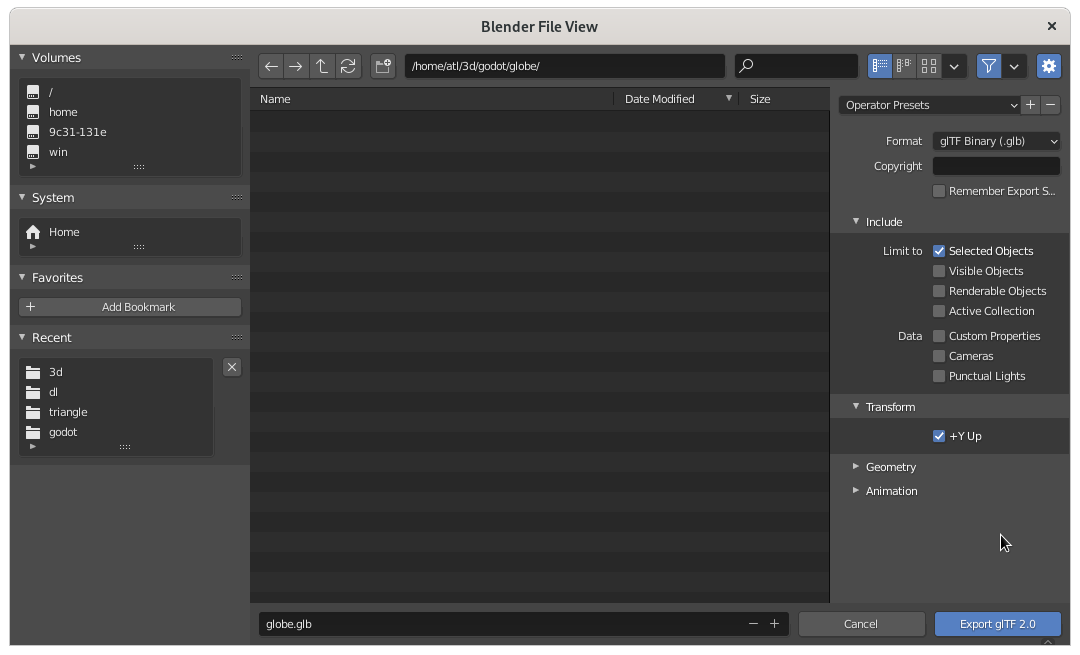 Blender File View
Volumes
/
home
9c31-131e
win
System
Home
Favorites
Add Bookmark
Recent
3d
dl
triangle
godot
/home/atl/3d/godot/globe/
Name Date Modified Size
Operator Presets
Format glTF Binary (.glb)
Copyright
Remember Export S...
Include
Limit to Selected Objects
Visible Objects
Renderable Objects
Active Collection
Data Custom Properties
Cameras
Punctual Lights
Transform
+Y Up
Geometry
Animation
globe.glb
Cancel
Export glTF 2.0